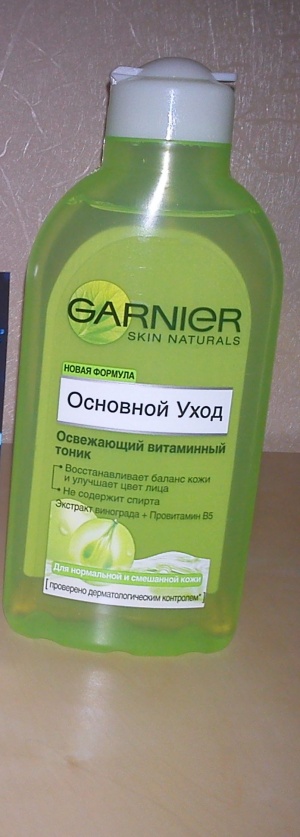 GARNIER
SKIN NATURALS
НОВАЯ ФОРМУЛА
Основной Уход
Освежающий витаминный
тоник
Восстанавливает баланс кожи
и улучшает цвет лица
Не содержит спирта
Экстракт винограда + Провитамин B5
Для нормальной и смешанной кожи
[проверено дерматологическим контролем*]